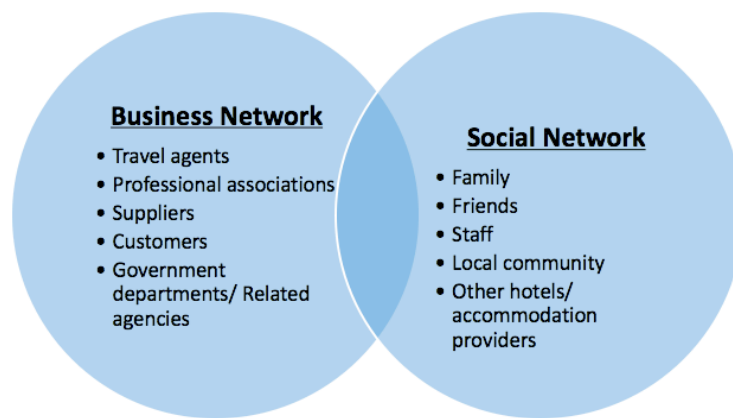 Business Network
• Travel agents
• Professional associations
• Suppliers
• Customers
• Government
departments/ Related
agencies
Social Network
• Family
• Friends
• Staff
• Local community
• Other hotels/
accommodation
providers